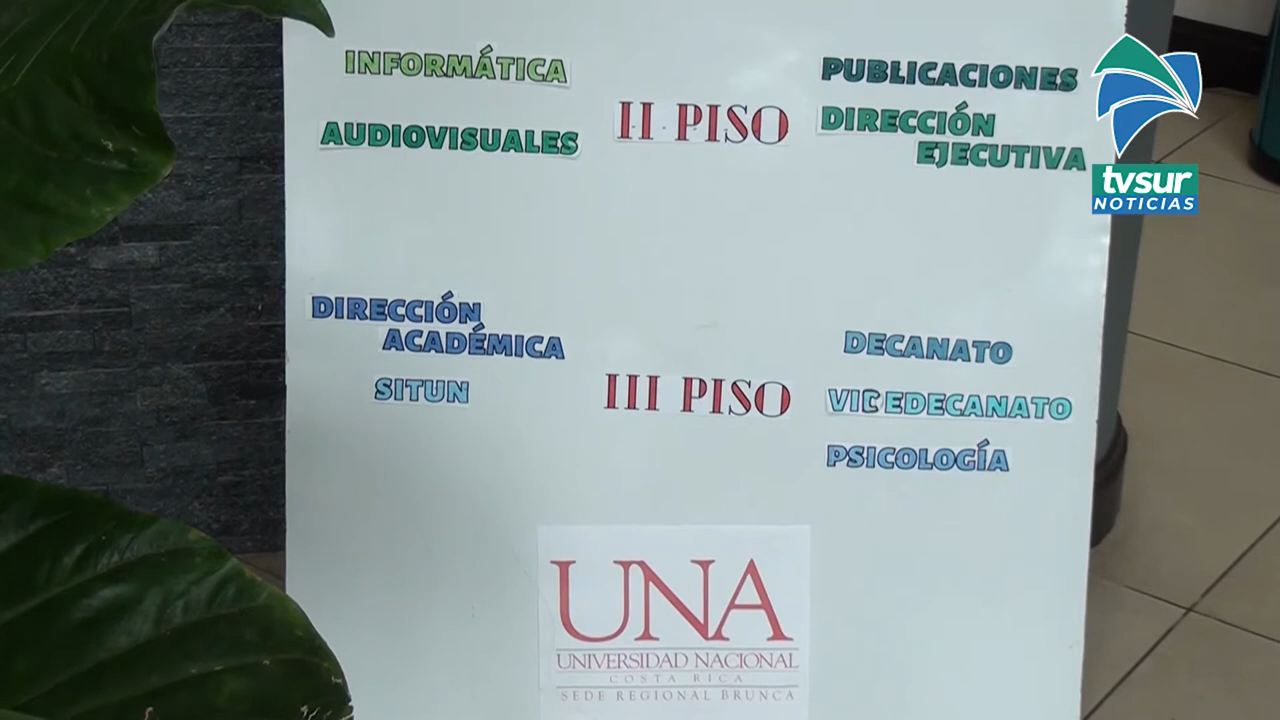 INFORMÁTICA
AUDIOVISUALES
II PISO
PUBLICACIONES
DIRECCIÓN
EJECUTIVA
tvsur
NOTICIAS
DIRECCIÓN
ACADÉMICA
SITUN
III PISO
DECANATO
VICEDECANATO
PSICOLOGÍA
UNA
UNIVERSIDAD NACIONAL
COSTA RICA
SEDE REGIONAL BRUNCA